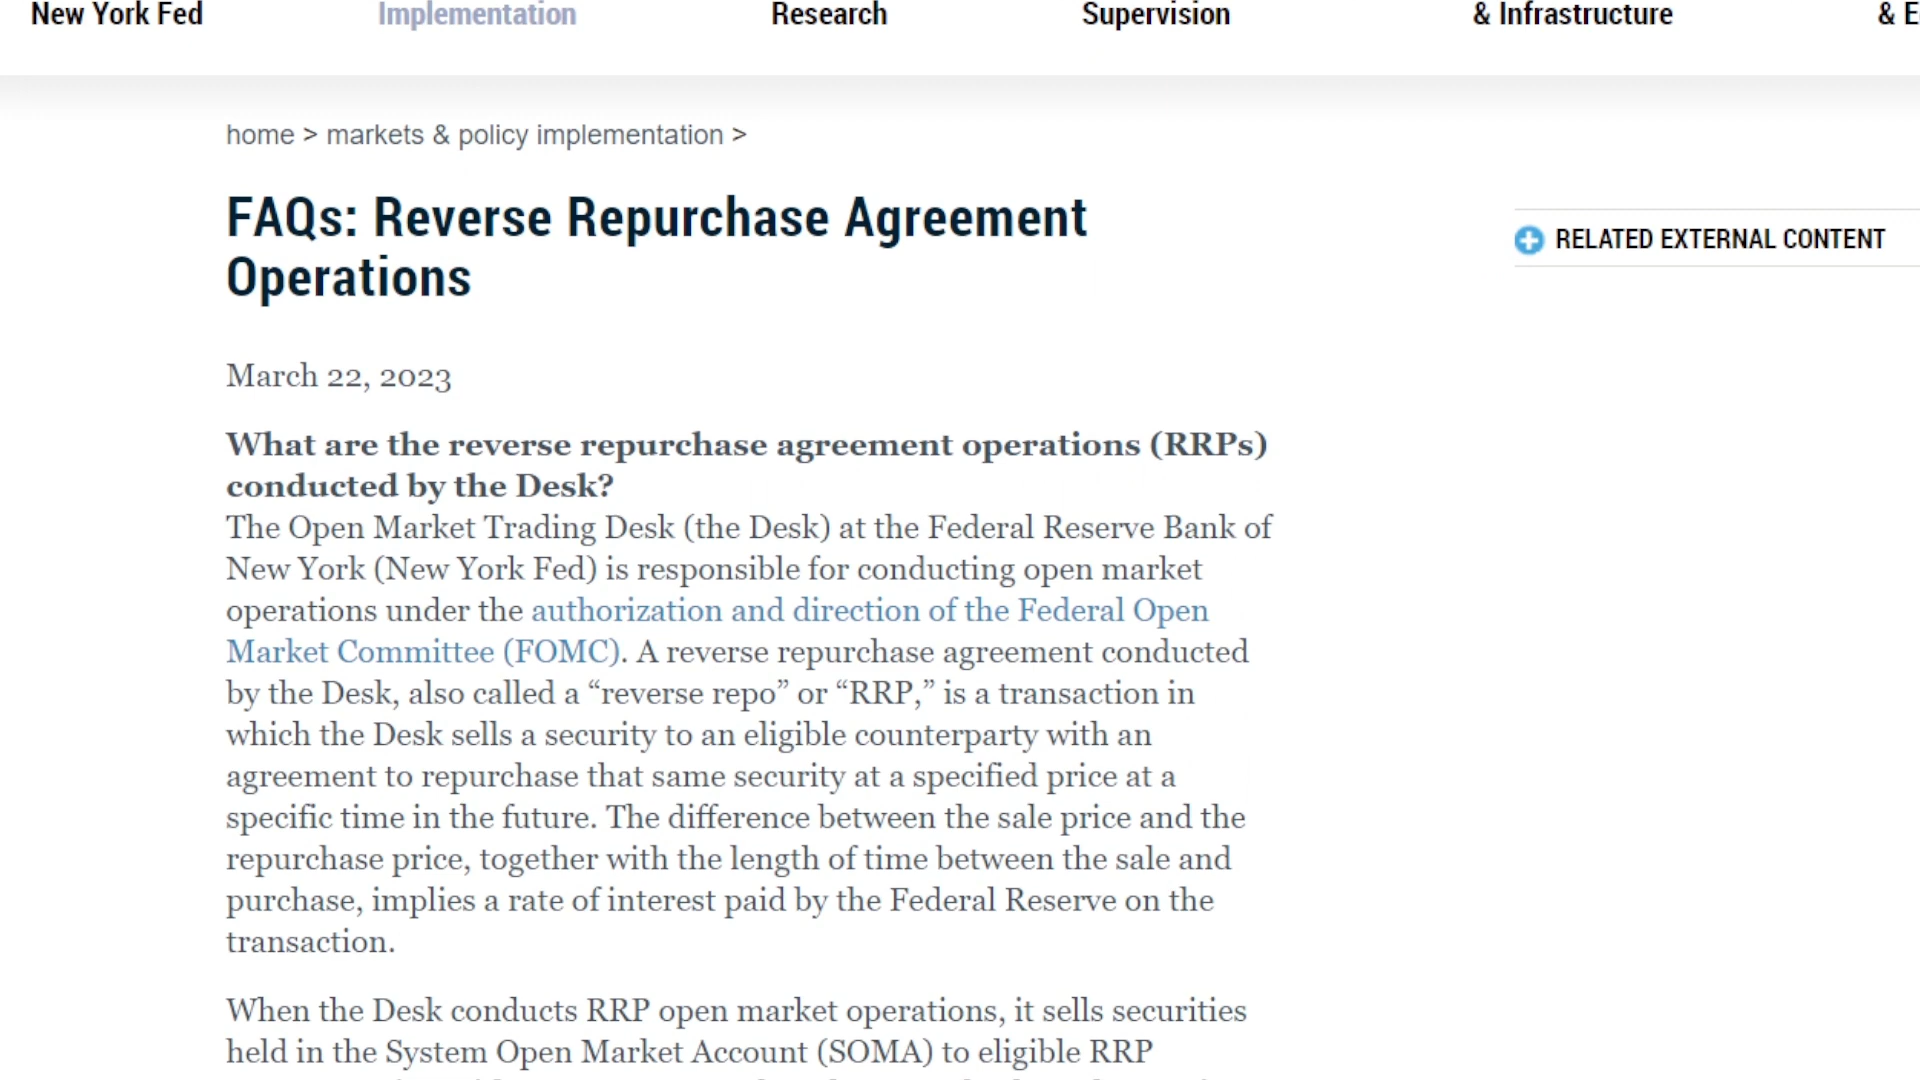 New York Fed Implementation Research Supervision & Infrastructure & E
home > markets & policy implementation >
FAQs: Reverse Repurchase Agreement
Operations
RELATED EXTERNAL CONTENT
March 22, 2023
What are the reverse repurchase agreement operations (RRPs)
conducted by the Desk?
The Open Market Trading Desk (the Desk) at the Federal Reserve Bank of
New York (New York Fed) is responsible for conducting open market
operations under the authorization and direction of the Federal Open
Market Committee (FOMC). A reverse repurchase agreement conducted
by the Desk, also called a “reverse repo” or “RRP,” is a transaction in
which the Desk sells a security to an eligible counterparty with an
agreement to repurchase that same security at a specified price at a
specific time in the future. The difference between the sale price and the
repurchase price, together with the length of time between the sale and
purchase, implies a rate of interest paid by the Federal Reserve on the
transaction.
When the Desk conducts RRP open market operations, it sells securities
held in the System Open Market Account (SOMA) to eligible RRP